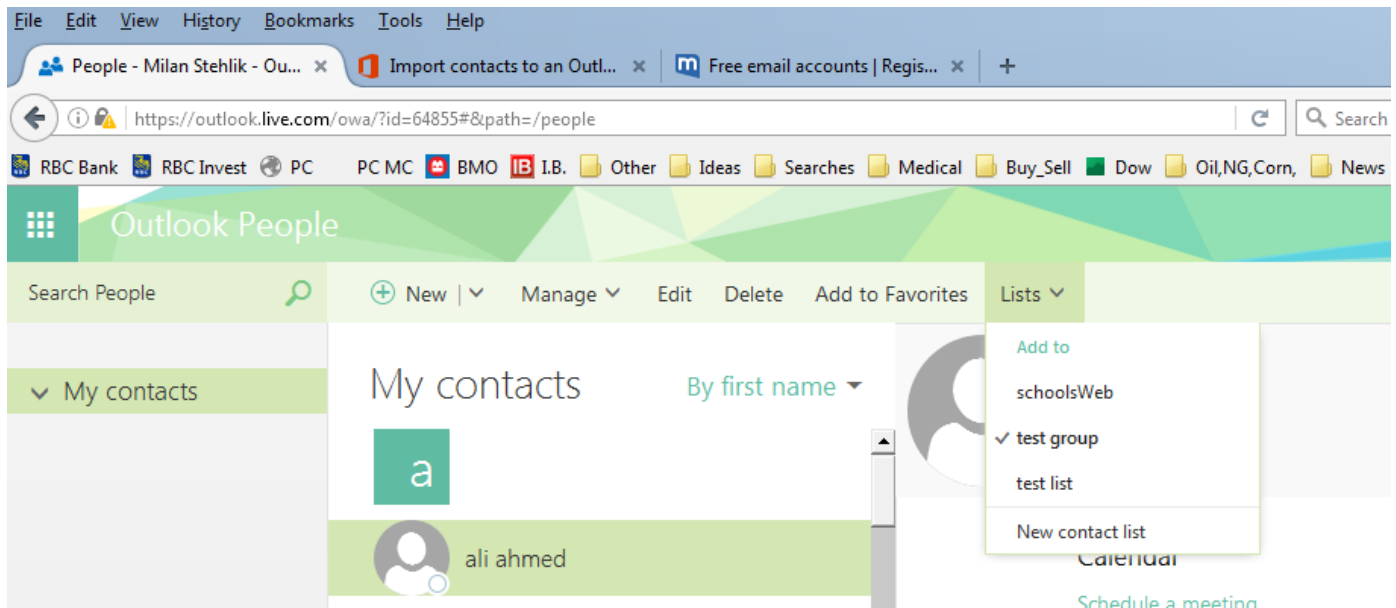 File Edit View History Bookmarks Tools Help
People - Milan Stehlik - Ou... × Import contacts to an Outl... × Free email accounts | Regis... × +
https://outlook.live.com/owa/?id=64855#&path=/people Search
RBC Bank RBC Invest PC PC MC BMO IB I.B. Other Ideas Searches Medical Buy_Sell Dow Oil,NG,Corn, News
Outlook People
Search People New Manage Edit Delete Add to Favorites Lists
Add to
My contacts My contacts By first name schoolsWeb
test group
a
test list
New contact list
ali ahmed
Calendar
Schedule a meeting